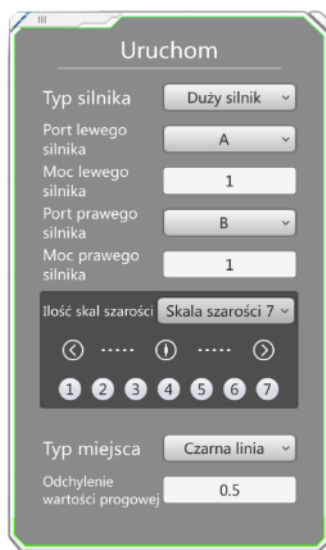 Uruchom
Typ silnika Duży silnik
Port lewego
silnika A
Moc lewego
silnika 1
Port prawego
silnika B
Moc prawego
silnika 1
Ilość skal szarości Skala szarości 7
1 2 3 4 5 6 7
Typ miejsca Czarna linia
Odchylenie
wartości progowej 0.5